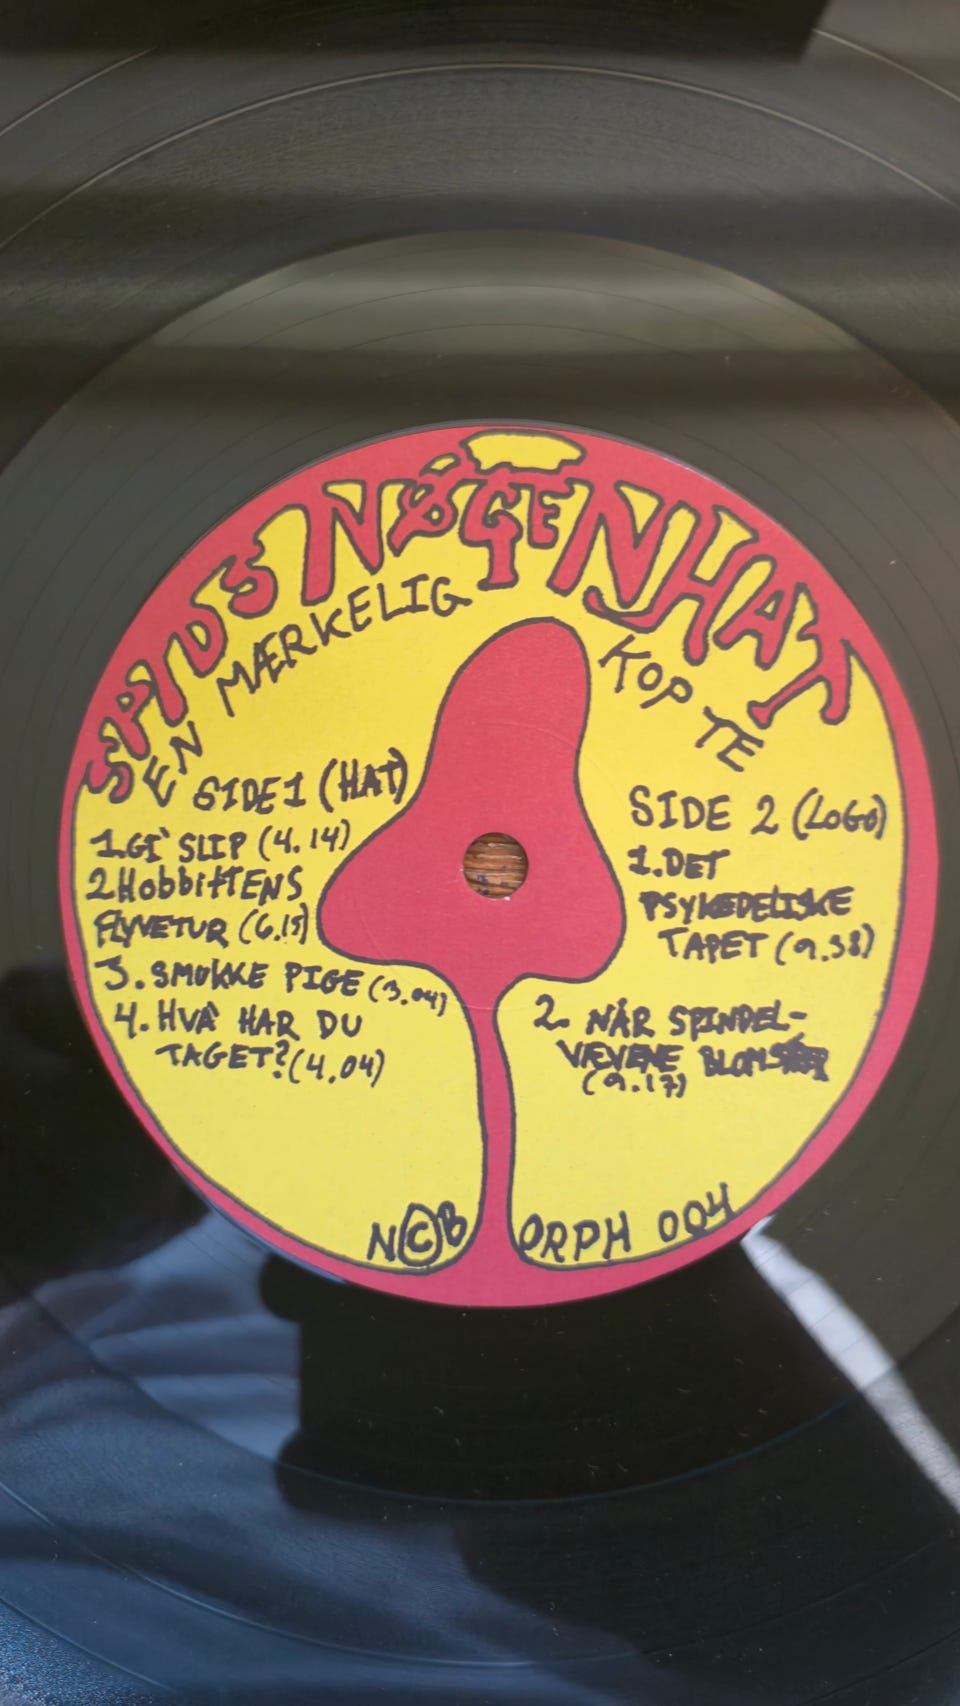 SPIDS NØGENHAT
EN MÆRKELIG KOP TE
SIDE 1 (HAT)
1. GI' SLIP (4.14)
2 HobbittENS
FLYVETUR (6.15)
3. SMUKKE PIGE (3.04)
4. HVA' HAR DU
TAGET? (4.04)
SIDE 2 (LOGO)
1. DET
PSYKEDELISKE
TAPET (9.38)
2. NÅR SPINDEL-
VÆVENE
(9.17)
N©B
ORPH 004